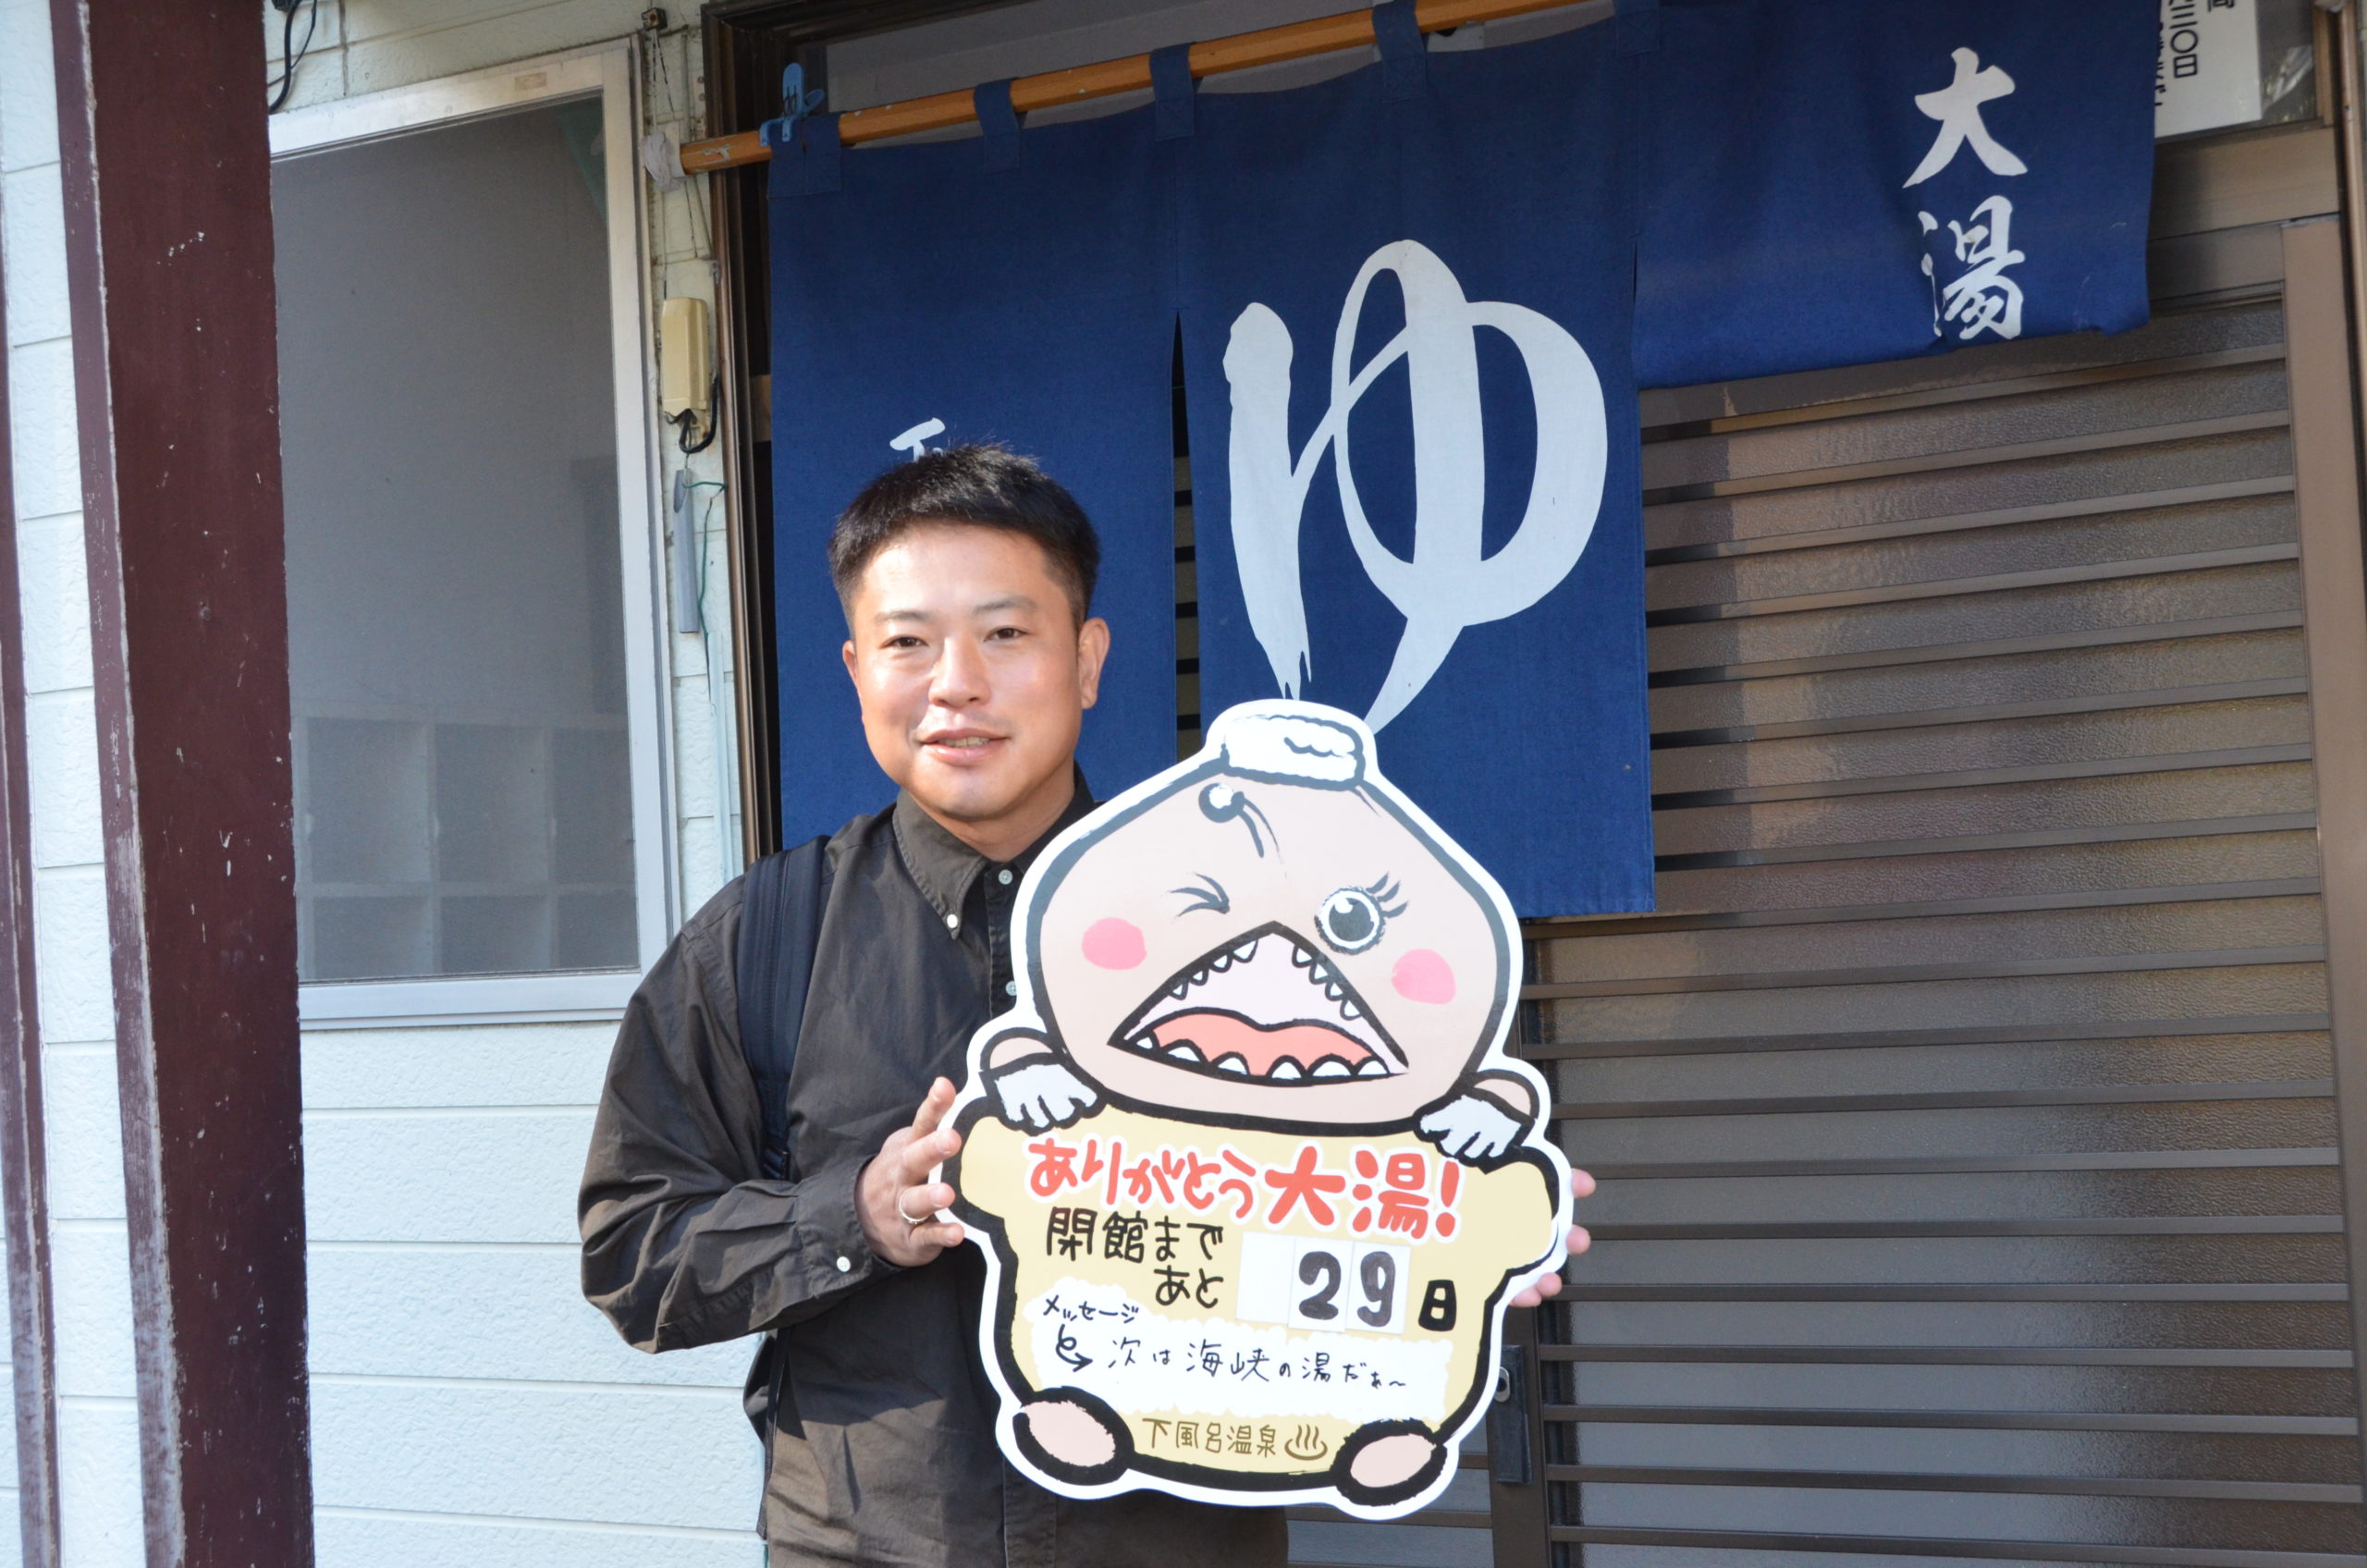 大湯
ゆ
下
ありがとう大湯!
閉館まで
あと 29日
メッセージ
次は海峡の湯だぁ〜
下風呂温泉